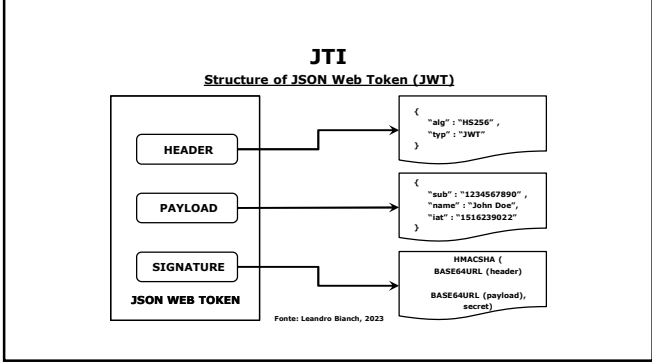 JTI
Structure of JSON Web Token (JWT)
HEADER
PAYLOAD
SIGNATURE
JSON WEB TOKEN
{
“alg” : “HS256” ,
“typ” : “JWT”
}
{
“sub” : “1234567890” ,
“name” : “John Doe”,
“iat” : “1516239022”
}
HMACSHA (
BASE64URL (header)
BASE64URL (payload),
secret)
Fonte: Leandro Bianch, 2023